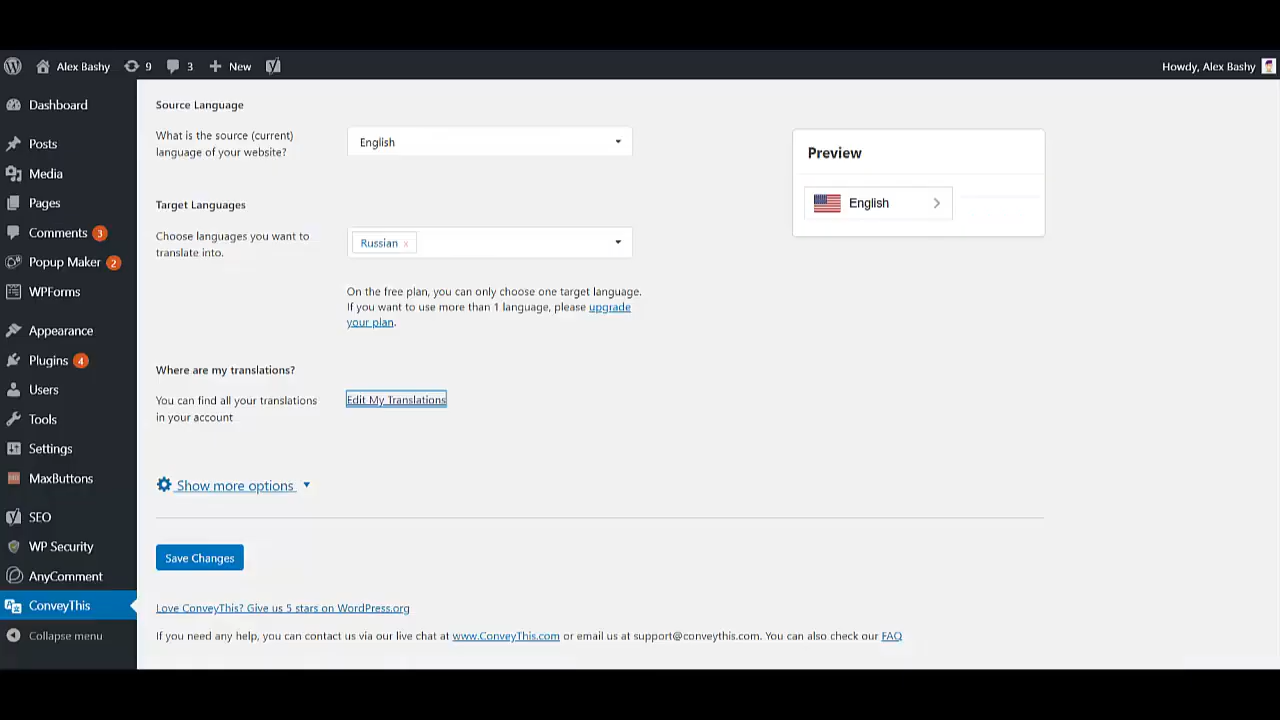 Alex Bashy 9 3 New Howdy, Alex Bashy
Dashboard
Posts
Media
Pages
Comments 3
Popup Maker 2
WPForms
Appearance
Plugins 4
Users
Tools
Settings
MaxButtons
SEO
WP Security
AnyComment
ConveyThis
Collapse menu
Source Language
What is the source (current)
language of your website?
English
Target Languages
Choose languages you want to
translate into.
Russian x
On the free plan, you can only choose one target language.
If you want to use more than 1 language, please upgrade
your plan.
Where are my translations?
You can find all your translations
in your account
Edit My Translations
Show more options
Save Changes
Love ConveyThis? Give us 5 stars on WordPress.org
If you need any help, you can contact us via our live chat at www.ConveyThis.com or email us at support@conveythis.com. You can also check our FAQ
Preview
English